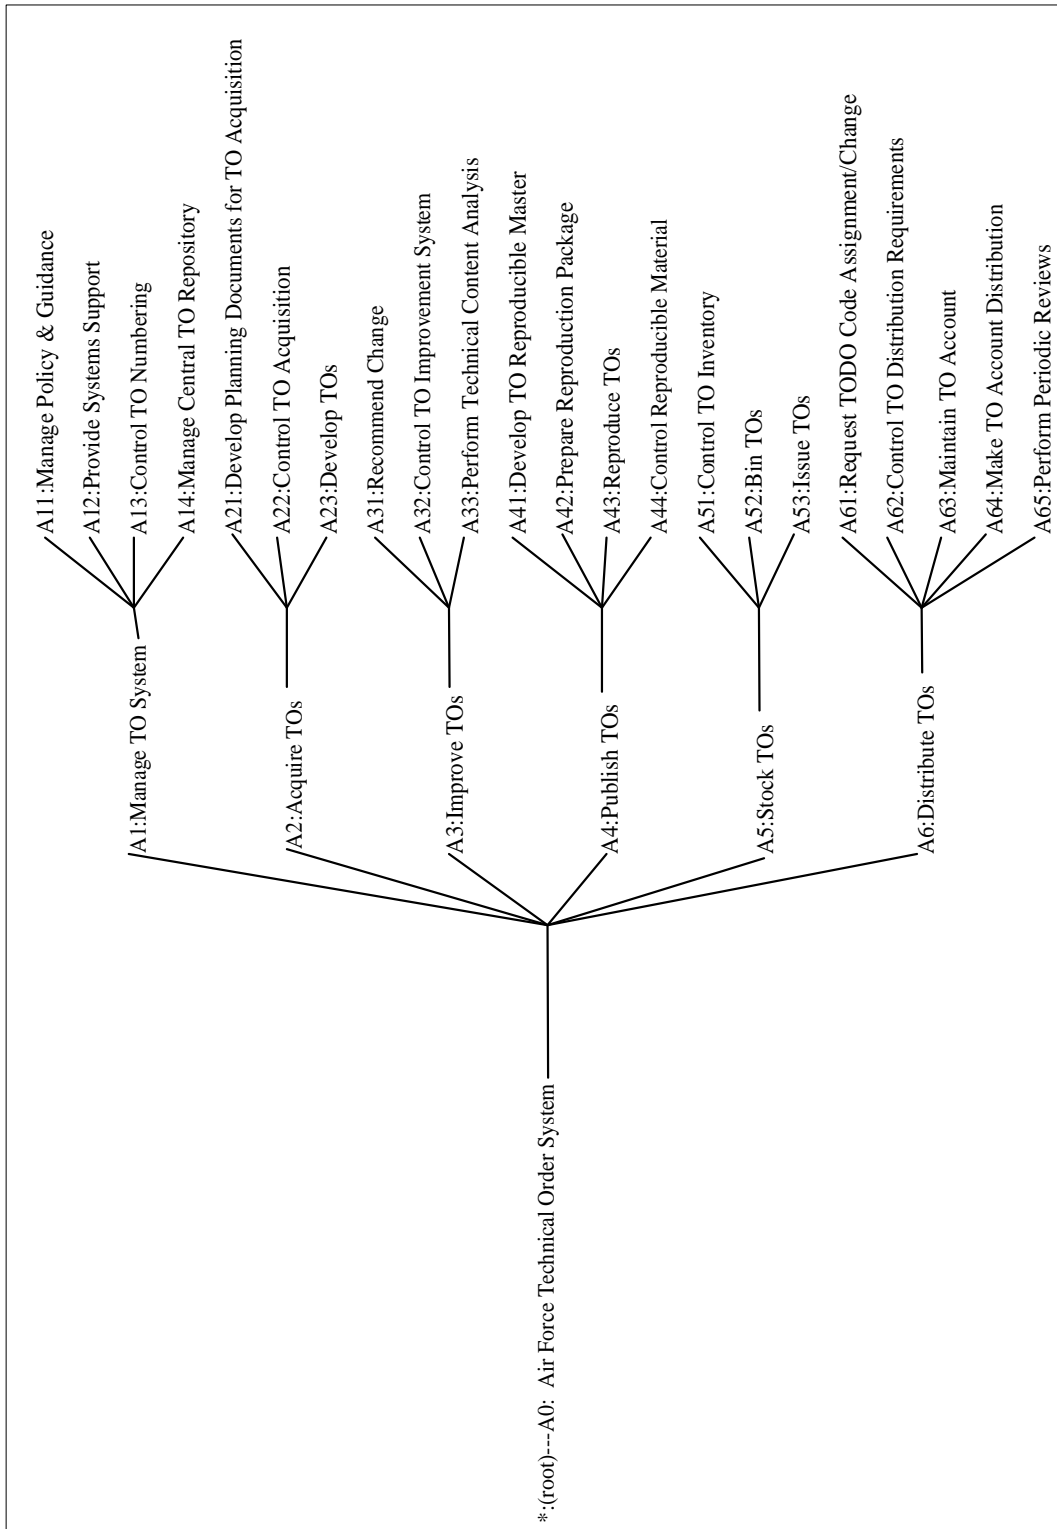 *:(root)---A0:  Air Force Technical Order System
A1:Manage TO System
A11:Manage Policy & Guidance
A12:Provide Systems Support
A13:Control TO Numbering
A14:Manage Central TO Repository
A2:Acquire TOs
A21:Develop Planning Documents for TO Acquisition
A22:Control TO Acquisition
A23:Develop TOs
A3:Improve TOs
A31:Recommend Change
A32:Control TO Improvement System
A33:Perform Technical Content Analysis
A4:Publish TOs
A41:Develop TO Reproducible Master
A42:Prepare Reproduction Package
A43:Reproduce TOs
A44:Control Reproducible Material
A5:Stock TOs
A51:Control TO Inventory
A52:Bin TOs
A53:Issue TOs
A6:Distribute TOs
A61:Request TODO Code Assignment/Change
A62:Control TO Distribution Requirements
A63:Maintain TO Account
A64:Make TO Account Distribution
A65:Perform Periodic Reviews